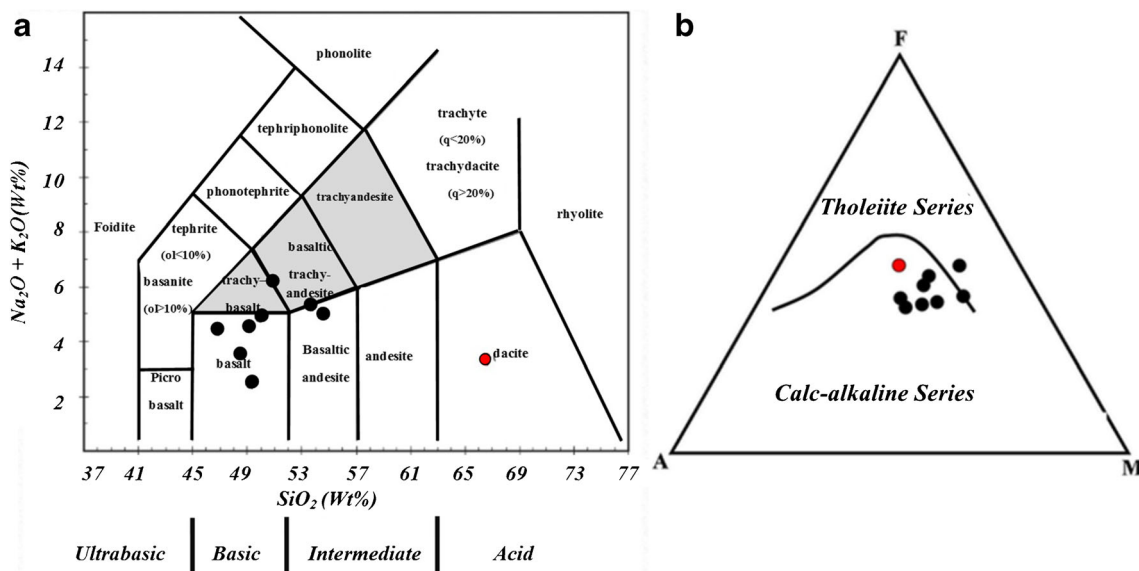 a
Na₂O + K₂O(Wt%)
14
12
10
8
6
4
2
phonolite
tephriphonolite
trachyte
(q<20%)
trachydacite
(q>20%)
phonotephrite
trachyandesite
rhyolite
Foidite
tephrite
(ol<10%)
basanite
(ol>10%)
basaltic
trachy-
andesite
trachy-
basalt
basalt
Basaltic
andesite
andesite
dacite
Picro
basalt
37 41 45 49 53 57 61 65 69 77
SiO₂ (Wt%)
Ultrabasic Basic Intermediate Acid
b
F
Tholeiite Series
Calc-alkaline Series
A
M